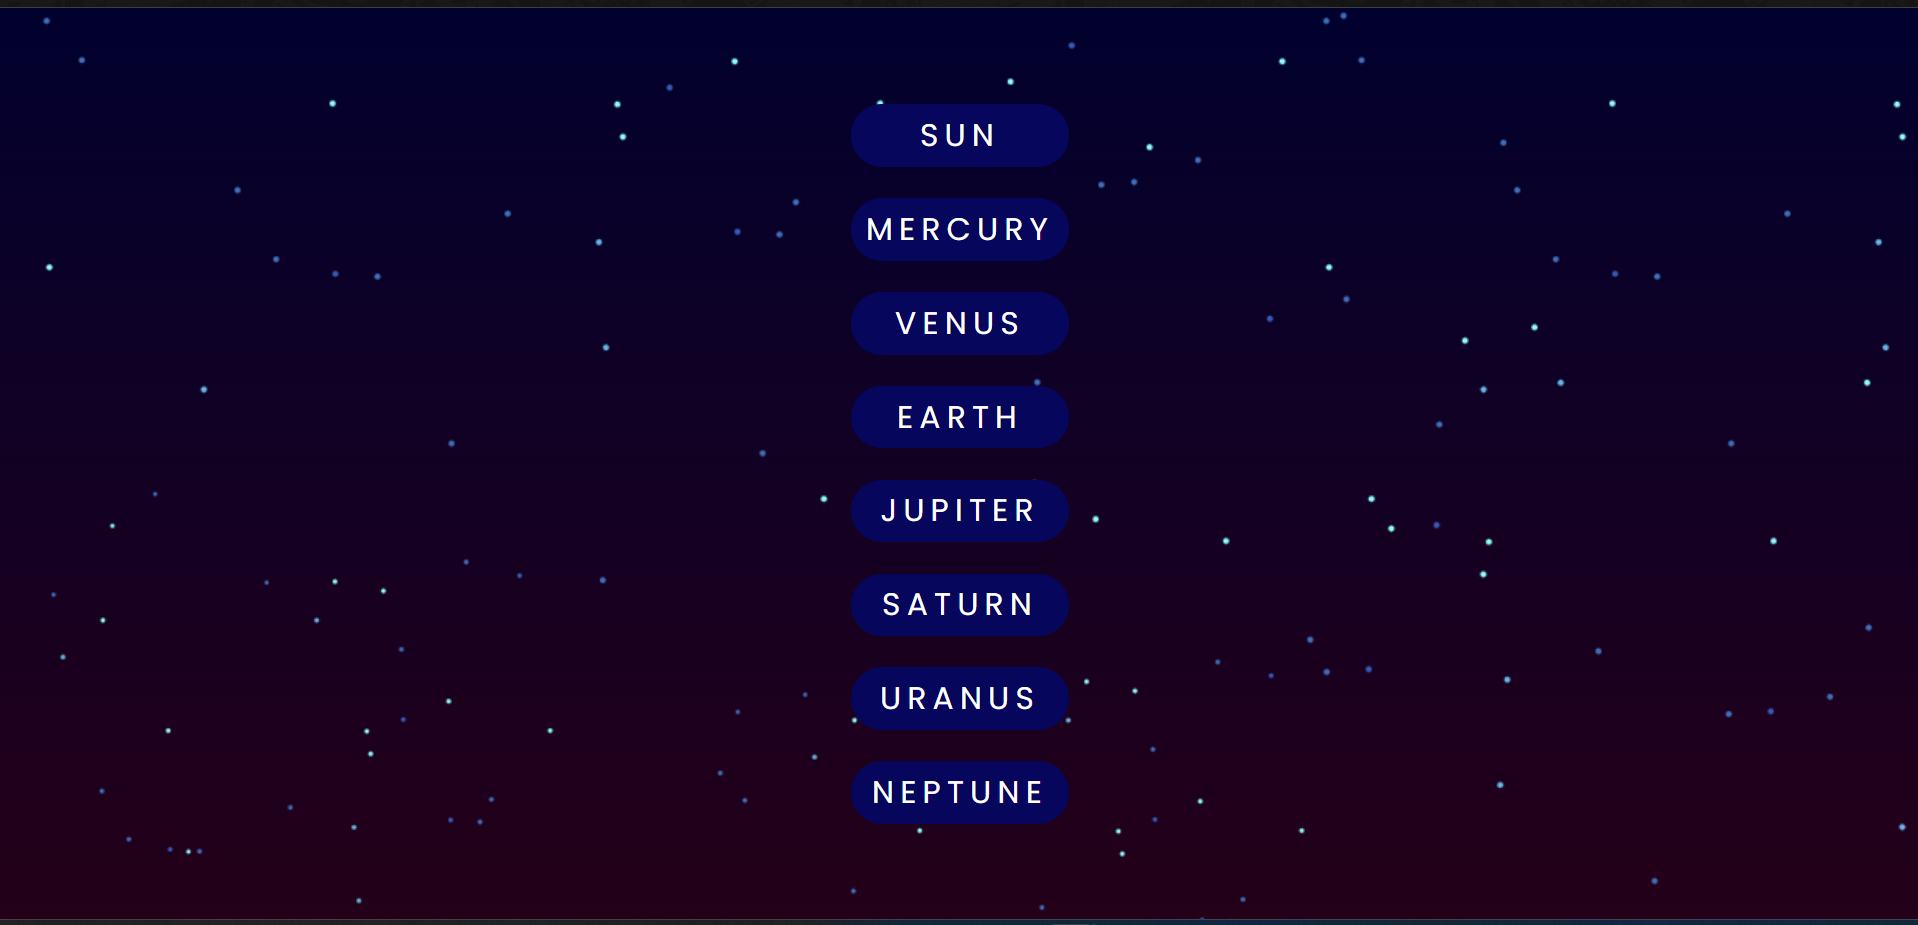 SUN
MERCURY
VENUS
EARTH
JUPITER
SATURN
URANUS
NEPTUNE